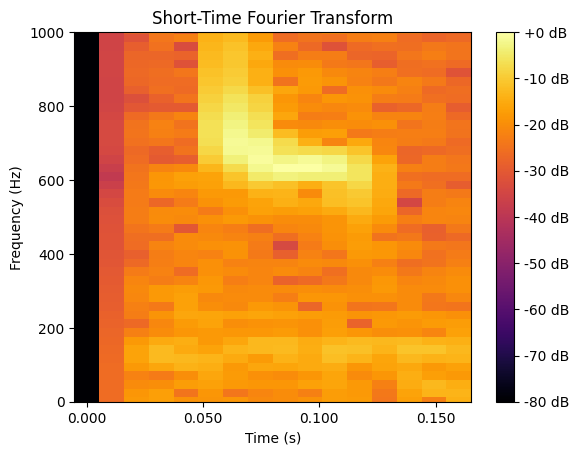 Short-Time Fourier Transform
1000
800
600
400
200
0
Frequency (Hz)
0.000
0.050
0.100
0.150
Time (s)
+0 dB
-10 dB
-20 dB
-30 dB
-40 dB
-50 dB
-60 dB
-70 dB
-80 dB